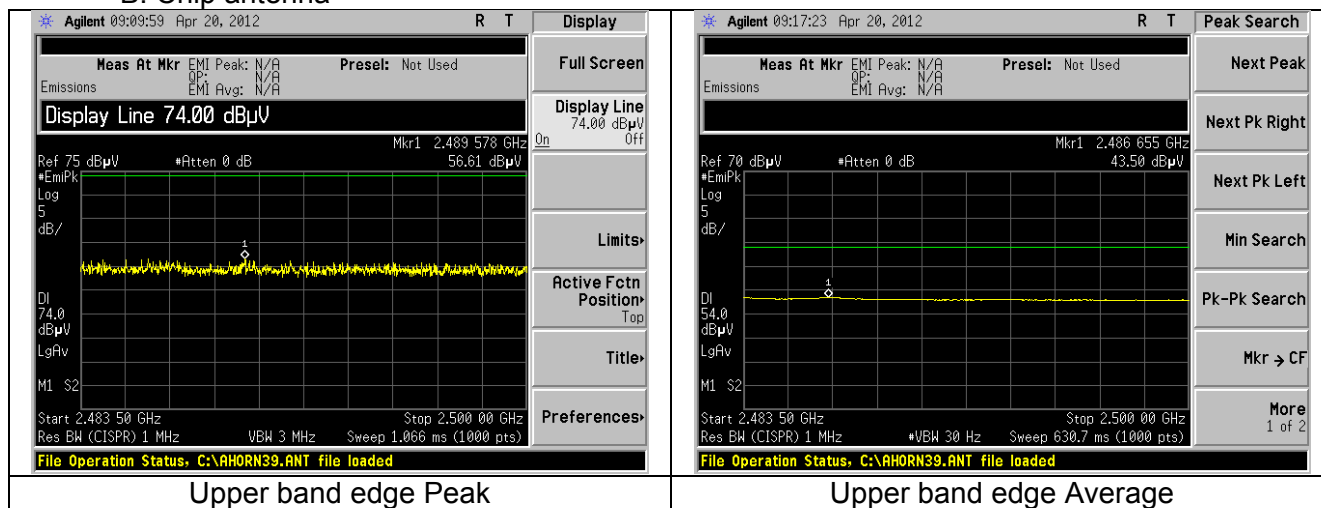 B. Chip antenna
Agilent 09:09:59 Apr 20, 2012 R T
Display
Meas At Mkr EMI Peak: N/A Presel: Not Used
QP: N/A
Emissions EMI Avg: N/A
Display Line 74.00 dBµV
Mkr1 2.489 578 GHz
Ref 75 dBµV #Atten 0 dB 56.61 dBµV
#EmiPk
Log
5
dB/
1
DI
74.0
dBµV
LgAv
M1 S2
Start 2.483 50 GHz Stop 2.500 00 GHz
Res BW (CISPR) 1 MHz VBW 3 MHz Sweep 1.066 ms (1000 pts)
File Operation Status, C:\AHORN39.ANT file loaded
Full Screen
Display Line
74.00 dBµV
On Off
Limits
Active Fctn
Position
Top
Title
Preferences
Upper band edge Peak
Agilent 09:17:23 Apr 20, 2012 R T
Peak Search
Meas At Mkr EMI Peak: N/A Presel: Not Used
QP: N/A
Emissions EMI Avg: N/A
Mkr1 2.486 655 GHz
Ref 70 dBµV #Atten 0 dB 43.50 dBµV
#EmiPk
Log
5
dB/
1
DI
54.0
dBµV
LgAv
M1 S2
Start 2.483 50 GHz Stop 2.500 00 GHz
Res BW (CISPR) 1 MHz #VBW 30 Hz Sweep 630.7 ms (1000 pts)
File Operation Status, C:\AHORN39.ANT file loaded
Next Peak
Next Pk Right
Next Pk Left
Min Search
Pk-Pk Search
Mkr → CF
More
1 of 2
Upper band edge Average